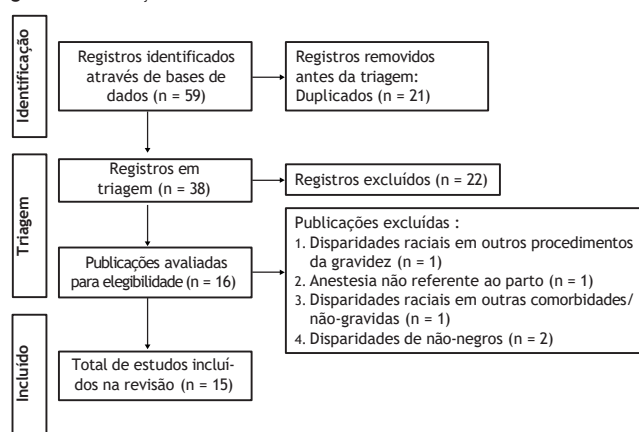 Identificação
Registros identificados
através de bases de
dados (n = 59)
Registros removidos
antes da triagem:
Duplicados (n = 21)
Triagem
Registros em
triagem (n = 38)
Registros excluídos (n = 22)
Publicações avaliadas
para elegibilidade (n = 16)
Publicações excluídas :
1. Disparidades raciais em outros procedimentos
da gravidez (n = 1)
2. Anestesia não referente ao parto (n = 1)
3. Disparidades raciais em outras comorbidades/
não-gravidas (n = 1)
4. Disparidades de não-negros (n = 2)
Incluído
Total de estudos incluí-
dos na revisão (n = 15)